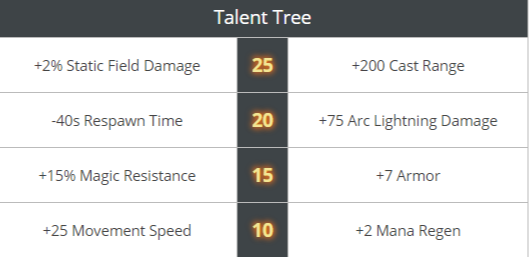 Talent Tree
+2% Static Field Damage 25 +200 Cast Range
-40s Respawn Time 20 +75 Arc Lightning Damage
+15% Magic Resistance 15 +7 Armor
+25 Movement Speed 10 +2 Mana Regen